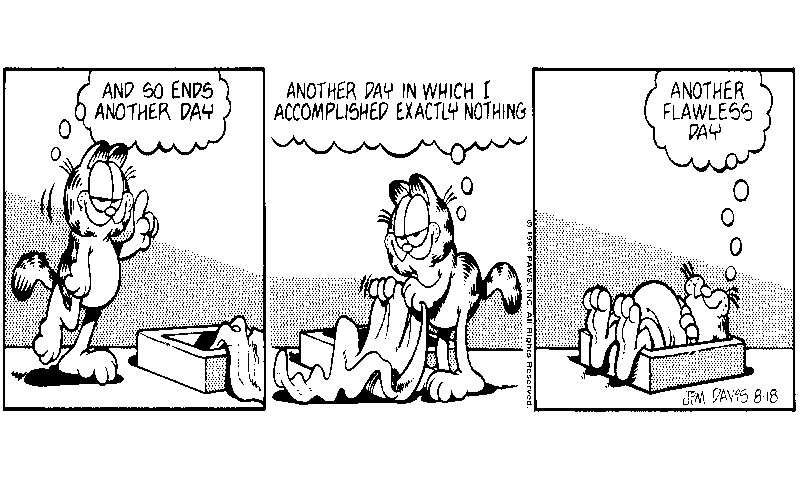 AND SO ENDS
ANOTHER DAY
ANOTHER DAY IN WHICH I
ACCOMPLISHED EXACTLY NOTHING
ANOTHER
FLAWLESS
DAY
PAWS, INC. All Rights Reserved.
JIM DAVIS 8-18